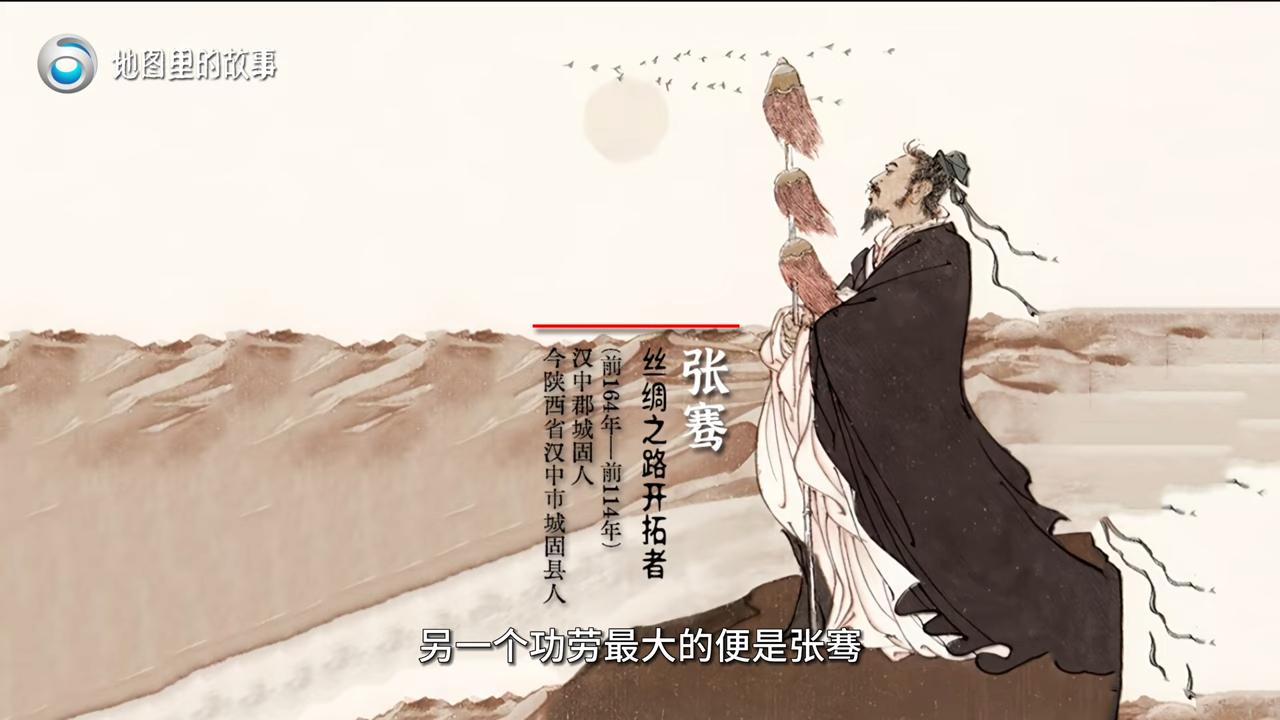 地图里的故事
张骞
丝绸之路开拓者
(前164年——前114年)
汉中郡城固人
今陕西省汉中市城固县人
另一个功劳最大的便是张骞